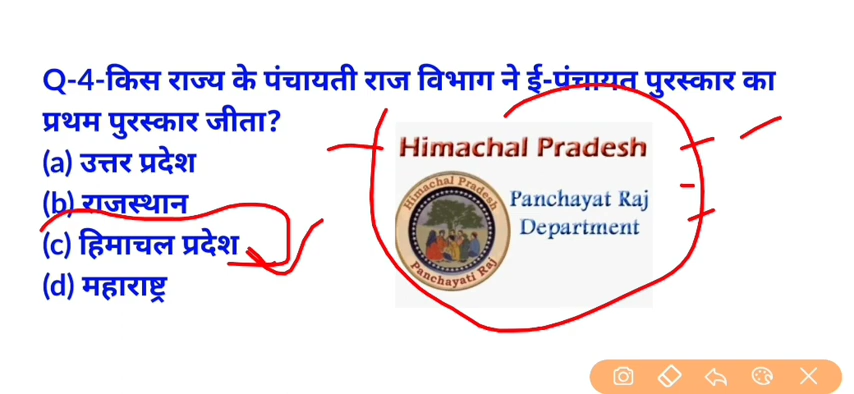 Q-4-किस राज्य के पंचायती राज विभाग ने ई-पंचायत पुरस्कार का
प्रथम पुरस्कार जीता?
(a) उत्तर प्रदेश
(b) राजस्थान
(c) हिमाचल प्रदेश
(d) महाराष्ट्र
Himachal Pradesh
Himachal Pradesh
Panchayati Raj
Panchayat Raj
Department